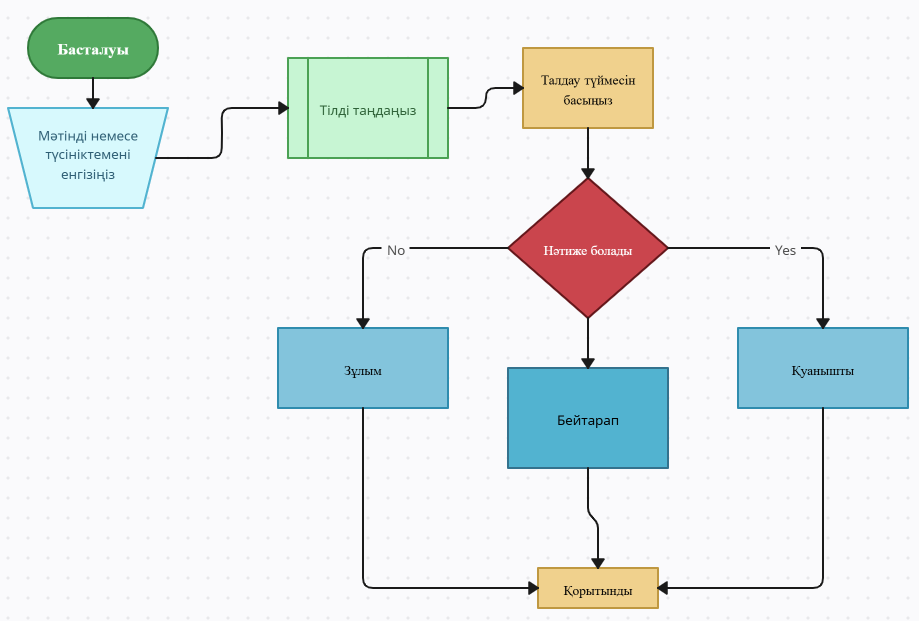 Басталуы
Мәтінді немесе
түсініктемені
енгізіңіз
Тілді таңдаңыз
Талдау түймесін
басыңыз
Нәтиже болады
No
Yes
Зұлым
Бейтарап
Қуанышты
Қорытынды